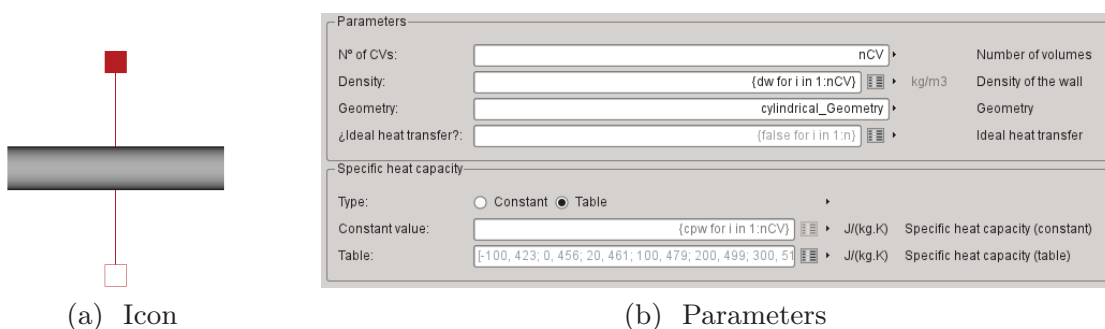 Parameters
Nº of CVs: nCV Number of volumes
Density: {dw for i in 1:nCV} kg/m3 Density of the wall
Geometry: cylindrical_Geometry Geometry
¿Ideal heat transfer?: {false for i in 1:n} Ideal heat transfer
Specific heat capacity
Type: Constant Table
Constant value: {cpw for i in 1:nCV} J/(kg.K) Specific heat capacity (constant)
Table: [-100, 423; 0, 456; 20, 461; 100, 479; 200, 499; 300, 51 J/(kg.K) Specific heat capacity (table)
(a) Icon (b) Parameters